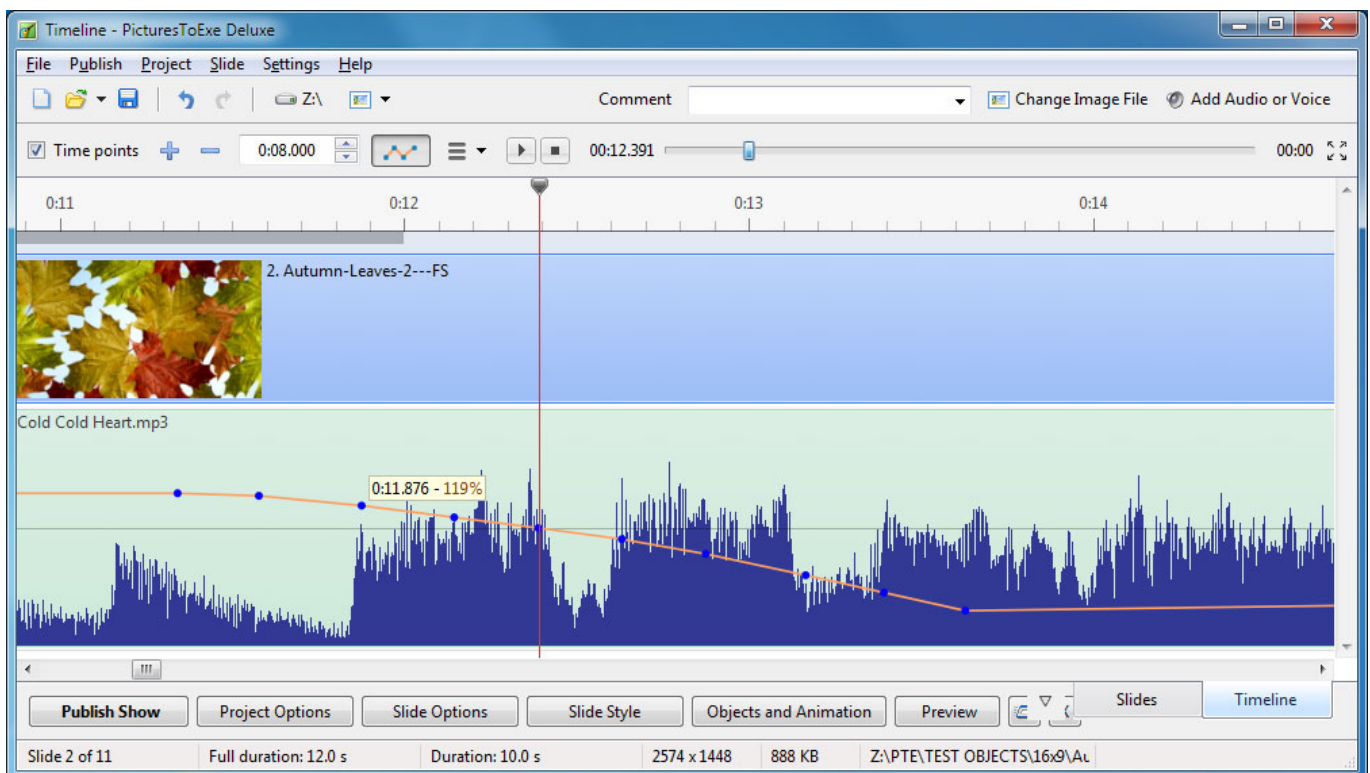 Timeline - PicturesToExe Deluxe
File Publish Project Slide Settings Help
Z:\ Comment Change Image File Add Audio or Voice
Time points 0:08.000 00:12.391 00:00
0:11 0:12 0:13 0:14
2. Autumn-Leaves-2---FS
Cold Cold Heart.mp3
0:11.876 - 119%
Publish Show Project Options Slide Options Slide Style Objects and Animation Preview Slides Timeline
Slide 2 of 11 Full duration: 12.0 s Duration: 10.0 s 2574 x 1448 888 KB Z:\PTE\TEST OBJECTS\16x9\Au